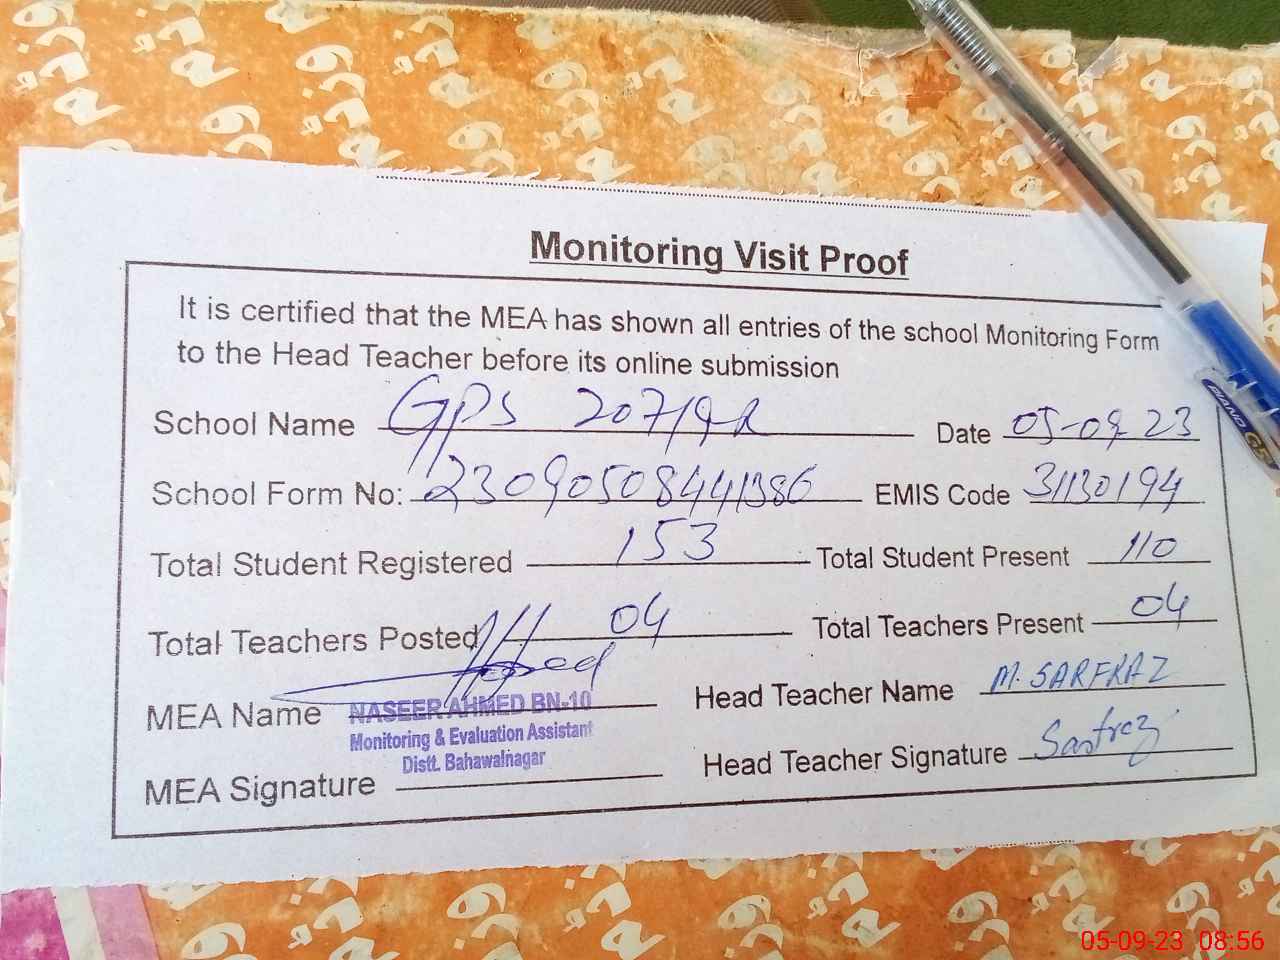 Monitoring Visit Proof
It is certified that the MEA has shown all entries of the school Monitoring Form
to the Head Teacher before its online submission
School Name GPS 207/9R Date 05-09-23
School Form No: 23090508441386 EMIS Code 31130194
Total Student Registered 153 Total Student Present 110
Total Teachers Posted 04 Total Teachers Present 04
MEA Name NASEER AHMED BN-10 Head Teacher Name M. SARFRAZ
Monitoring & Evaluation Assistant
Distt. Bahawalnagar
MEA Signature Head Teacher Signature Sarfraz
PIANO
05-09-23 08:56